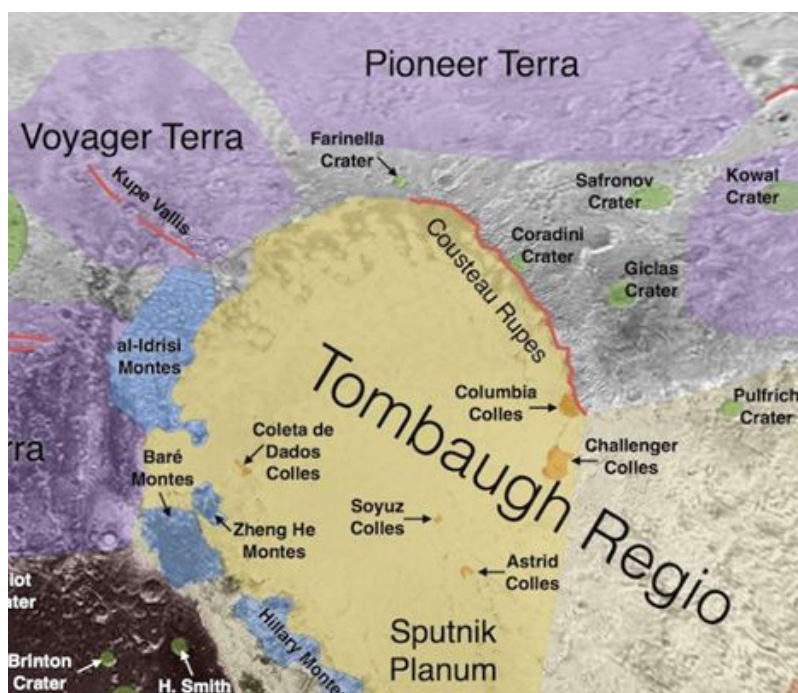 Pioneer Terra
Voyager Terra
Farinella
Crater
Safronov
Crater
Kowal
Crater
Kupe Vallis
Cousteau Rupes
Coradini
Crater
Giclas
Crater
al-Idrisi
Montes
Tombaugh Regio
Columbia
Colles
Pulfrich
Crater
rra
Baré
Montes
Coleta de
Dados
Colles
Challenger
Colles
Soyuz
Colles
Zheng He
Montes
Astrid
Colles
iot
ater
Hillary Monte
Sputnik
Planum
Brinton
Crater
H. Smith